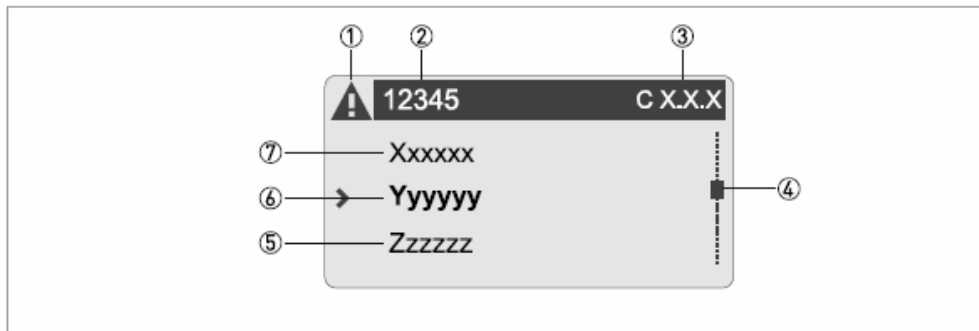 ① ② ③
12345 C X.X.X
⑦ Xxxxxx
⑥ Yyyyyy ④
⑤ Zzzzzz